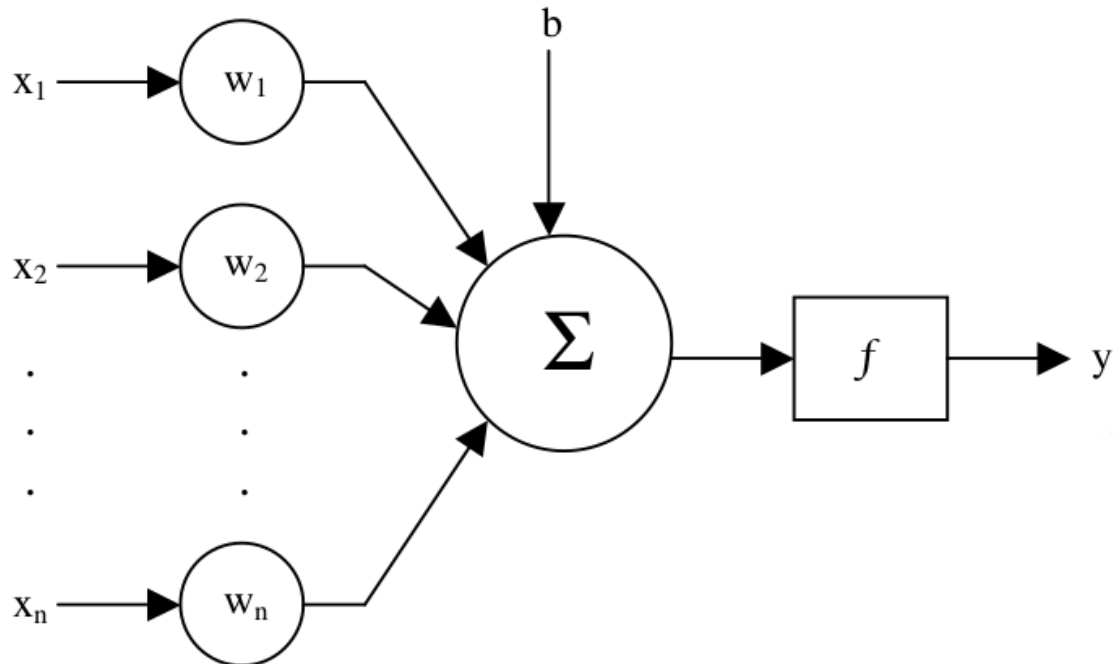 b
x₁ w₁
x₂ w₂
Σ f y
. .
. .
. .
xₙ wₙ